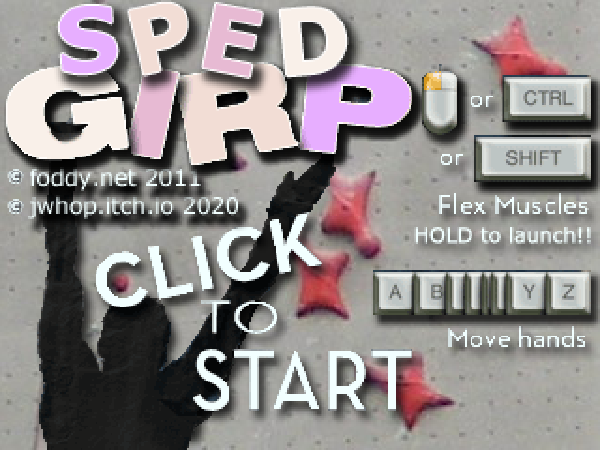 SPED
GIRP
© foddy.net 2011
© jwhop.itch.io 2020
CLICK
TO
START
or CTRL
or SHIFT
Flex Muscles
HOLD to launch!!
A B Y Z
Move hands